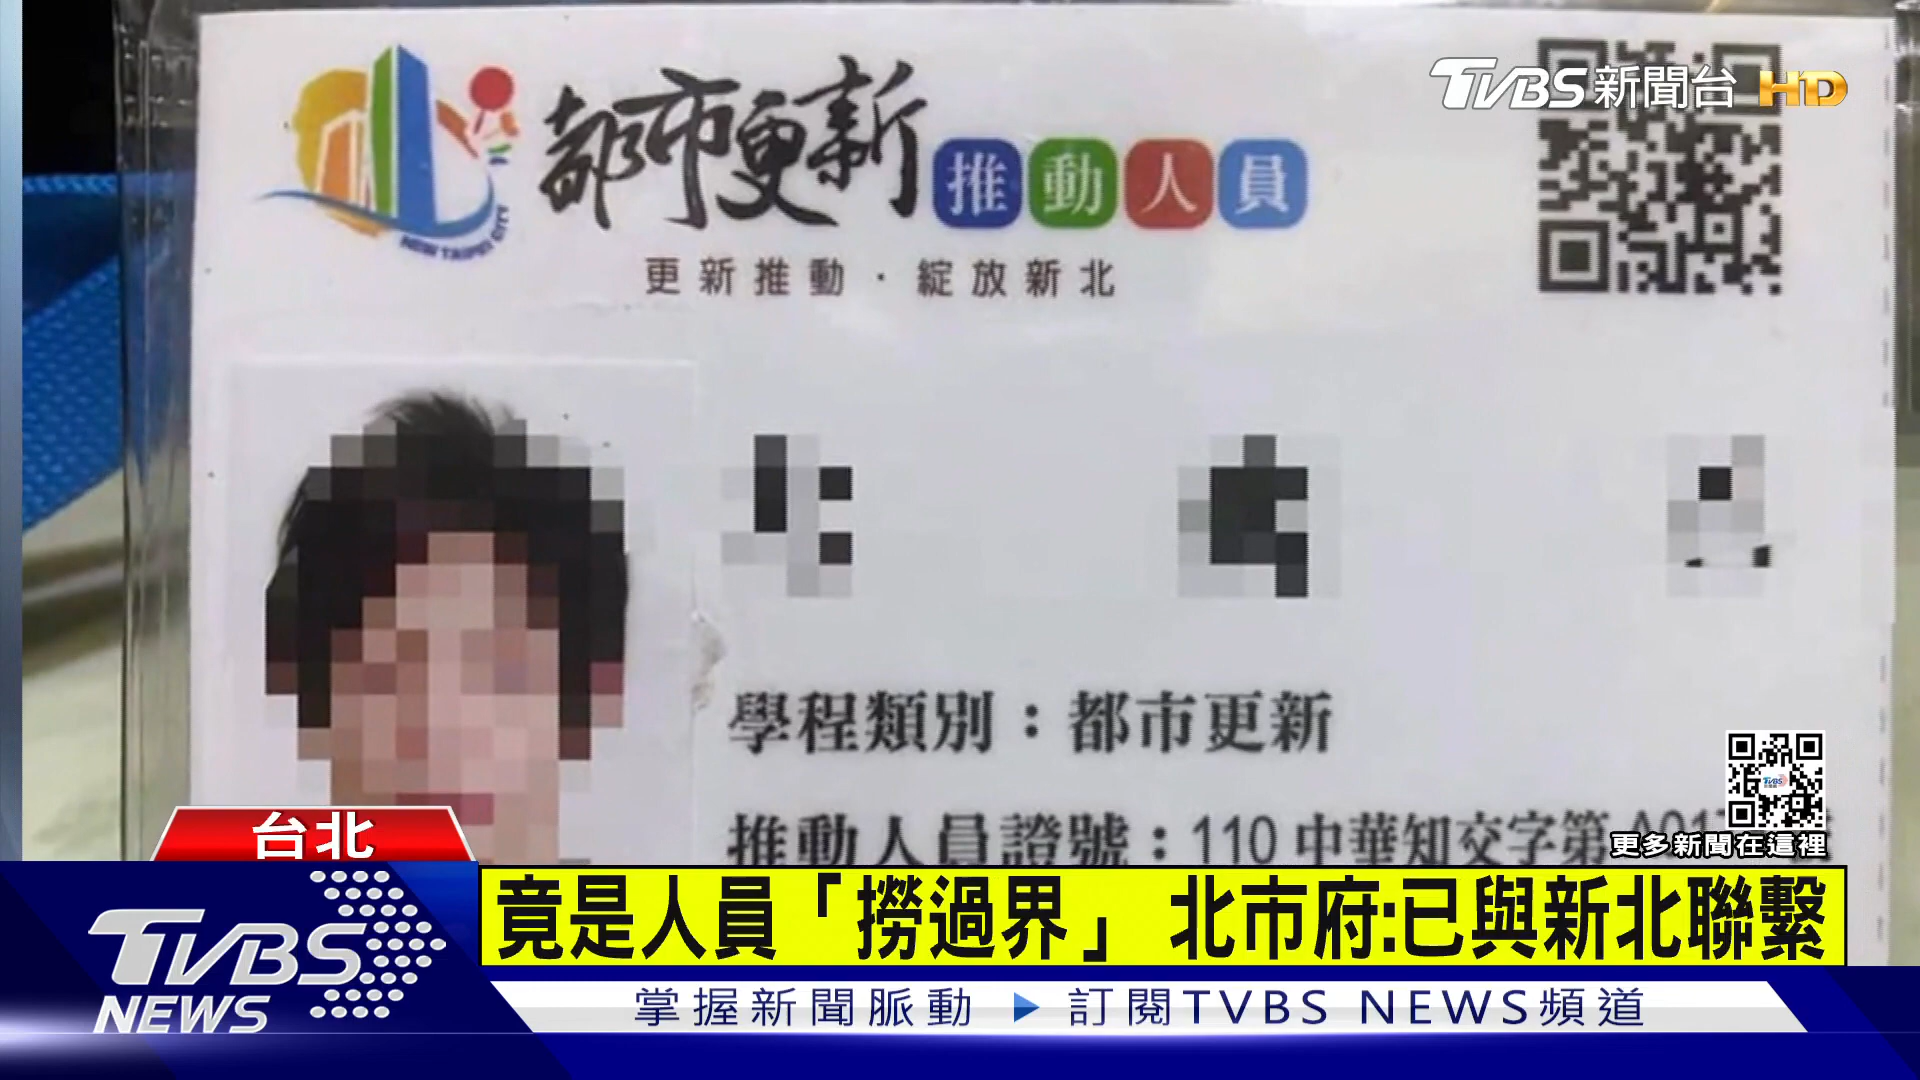 TVBS新聞台 HD
都市更新推動人員
NEW TAIPEI CITY
更新推動・綻放新北
學程類別：都市更新
推動人員證號：110 中華知交字第
更多新聞在這裡
台北
竟是人員「撈過界」 北市府:已與新北聯繫
TVBS NEWS
掌握新聞脈動 ▶ 訂閱TVBS NEWS頻道